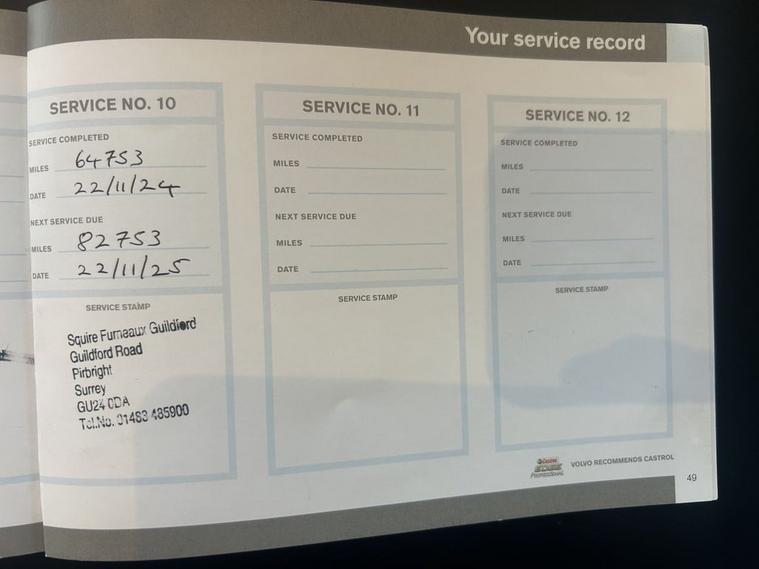 Your service record
SERVICE NO. 10
SERVICE COMPLETED
MILES 64753
DATE 22/11/24
NEXT SERVICE DUE
MILES 82753
DATE 22/11/25
SERVICE STAMP
Squire Furneaux Guildford
Guildford Road
Pirbright
Surrey
GU24 0DA
Tel.No. 01483 485900
SERVICE NO. 11
SERVICE COMPLETED
MILES
DATE
NEXT SERVICE DUE
MILES
DATE
SERVICE STAMP
SERVICE NO. 12
SERVICE COMPLETED
MILES
DATE
NEXT SERVICE DUE
MILES
DATE
SERVICE STAMP
Castrol
EDGE
PROFESSIONAL
VOLVO RECOMMENDS CASTROL
49